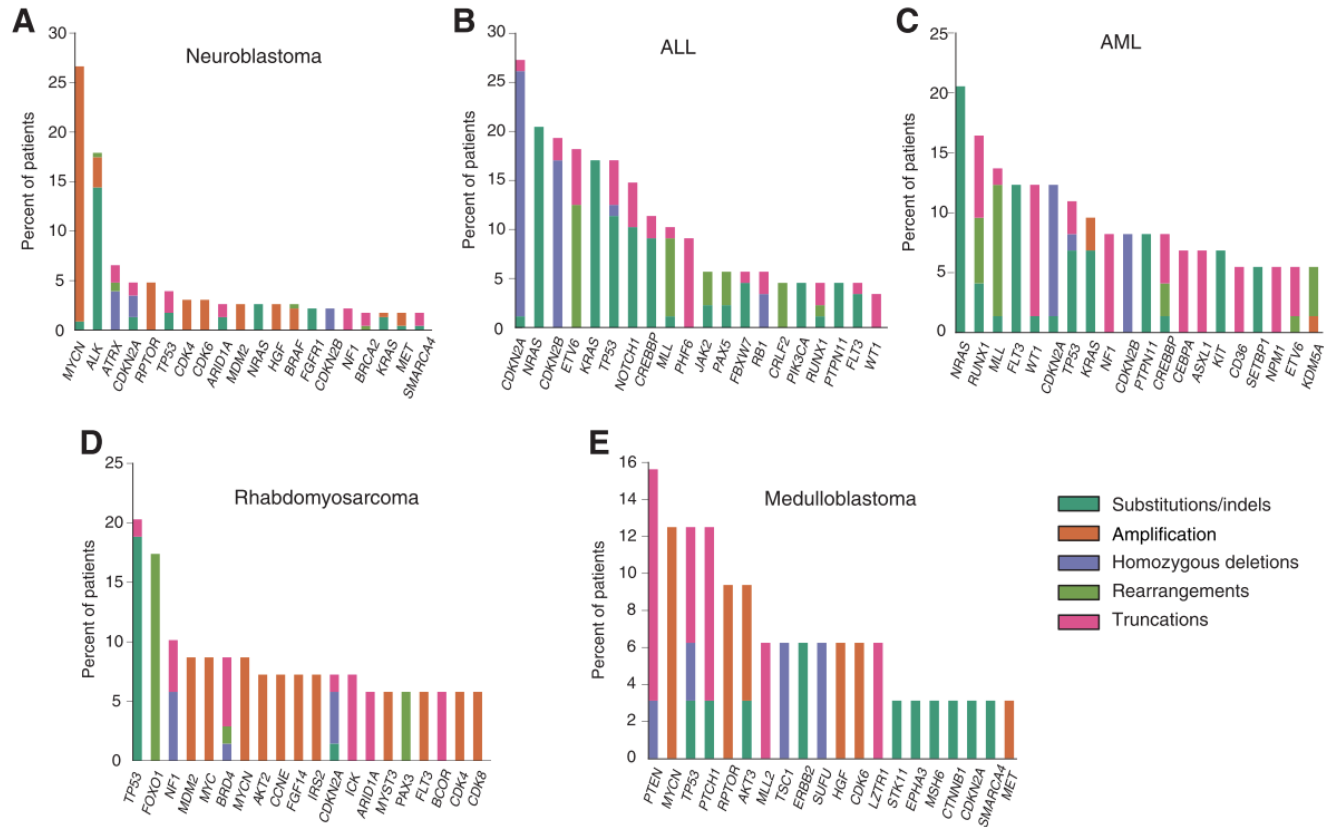 A
Neuroblastoma
Percent of patients
30
25
20
15
10
5
0
MYCN
ALK
ATRX
CDKN2A
RPTOR
TP53
CDK4
CDK6
ARID1A
MDM2
NRAS
HGF
BRAF
FGFR1
CDKN2B
NF1
BRCA2
KRAS
MET
SMARCA4
B
ALL
Percent of patients
30
25
20
15
10
5
0
CDKN2A
NRAS
CDKN2B
ETV6
KRAS
TP53
NOTCH1
CREBBP
MLL
PHF6
JAK2
PAX5
FBXW7
RB1
CRLF2
PIK3CA
RUNX1
PTPN11
FLT3
WT1
C
AML
Percent of patients
25
20
15
10
5
0
NRAS
RUNX1
MLL
FLT3
WT1
CDKN2A
TP53
KRAS
NF1
CDKN2B
PTPN11
CREBBP
CEBPA
ASXL1
KIT
CD36
SETBP1
NPM1
ETV6
KDM5A
D
Rhabdomyosarcoma
Percent of patients
25
20
15
10
5
0
TP53
FOXO1
NF1
MDM2
MYC
BRD4
MYCN
AKT2
CCNE
FGF14
IRS2
CDKN2A
ICK
ARID1A
MYST3
PAX3
FLT3
BCOR
CDK4
CDK8
E
Medulloblastoma
Percent of patients
16
14
12
10
8
6
4
2
0
PTEN
MYCN
TP53
PTCH1
RPTOR
AKT3
MLL2
TSC1
ERBB2
SUFU
HGF
CDK6
LZTR1
STK11
EPHA3
MSH6
CTNNB1
CDKN2A
SMARCA4
MET
Substitutions/indels
Amplification
Homozygous deletions
Rearrangements
Truncations